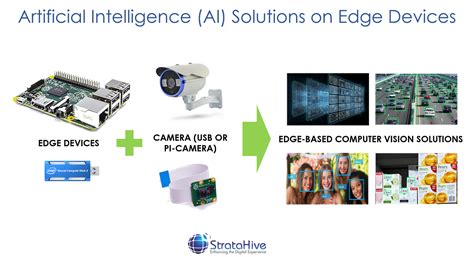 Artificial Intelligence (AI) Solutions on Edge Devices
EDGE DEVICES
CAMERA (USB OR
PI-CAMERA)
EDGE-BASED COMPUTER VISION SOLUTIONS
StrataHive
Enhancing the Digital Experience